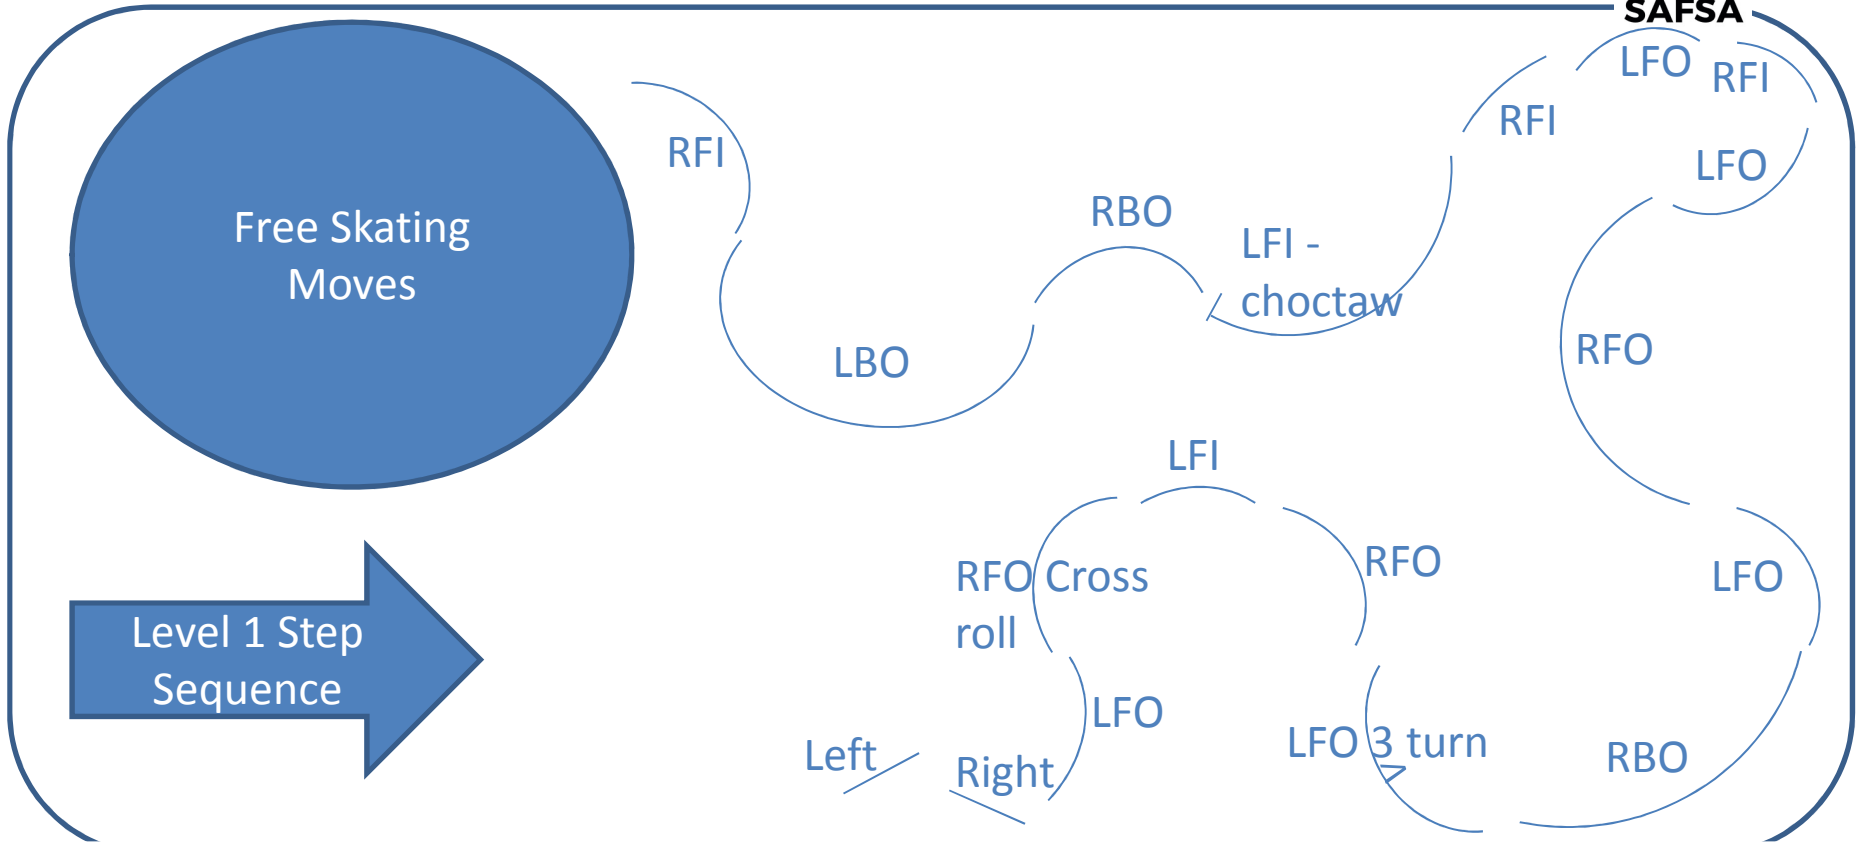 SAFSA
LFO
RFI
RFI
RFI
LFO
RBO
Free Skating
Moves
LFI -
choctaw
LBO
RFO
LFI
RFO
RFO Cross
roll
LFO
Level 1 Step
Sequence
LFO
LFO 3 turn
RBO
Left
Right